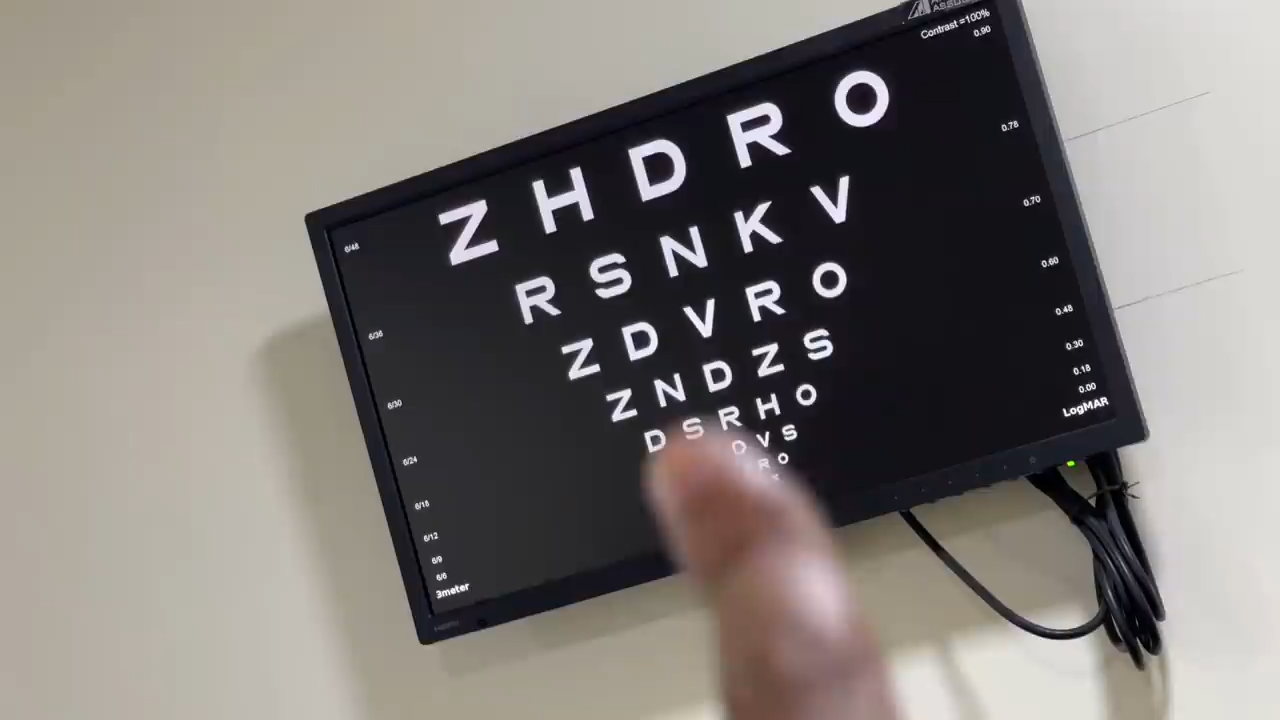 Contrast =100%
0.90
6/48 Z H D R O 0.78
6/36 R S N K V 0.70
6/30 Z D V R O 0.60
6/24 Z N D Z S 0.48
6/18 D S R H O 0.30
6/12 D V S 0.18
6/9 R O 0.00
6/6 K
3meter LogMAR